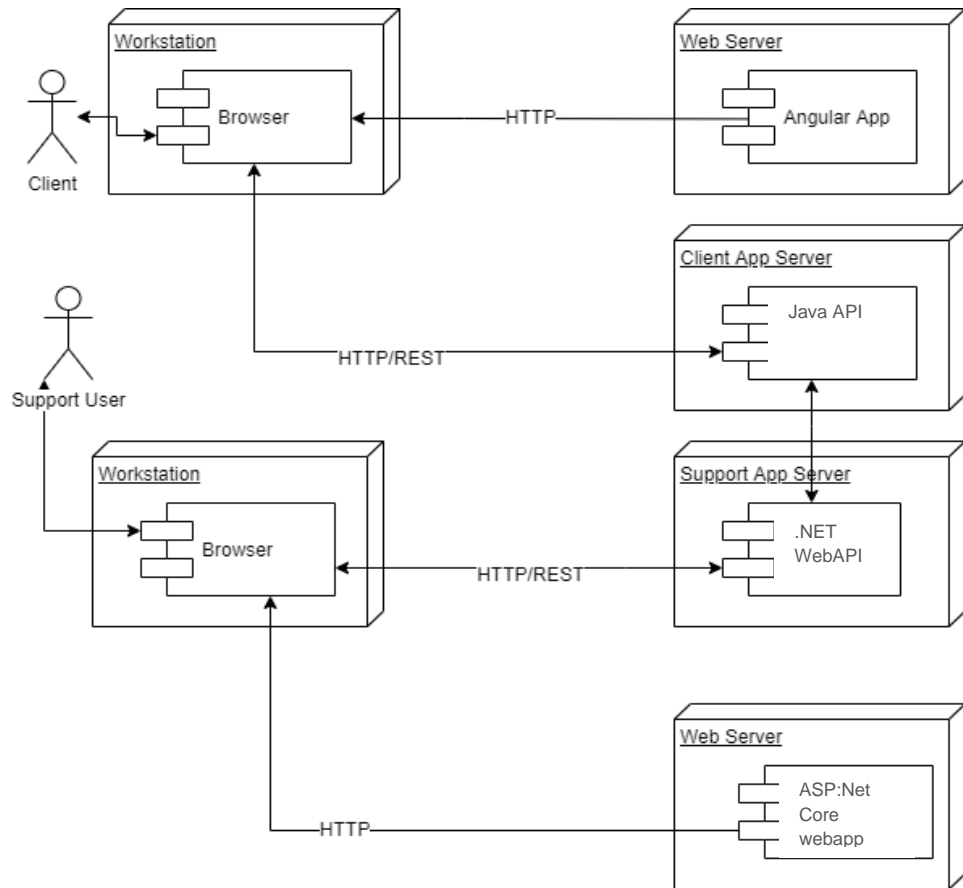 Workstation
Web Server
Browser
HTTP
Angular App
Client
Client App Server
Java API
HTTP/REST
Support User
Workstation
Support App Server
.NET
WebAPI
Browser
HTTP/REST
Web Server
ASP:Net
Core
webapp
HTTP